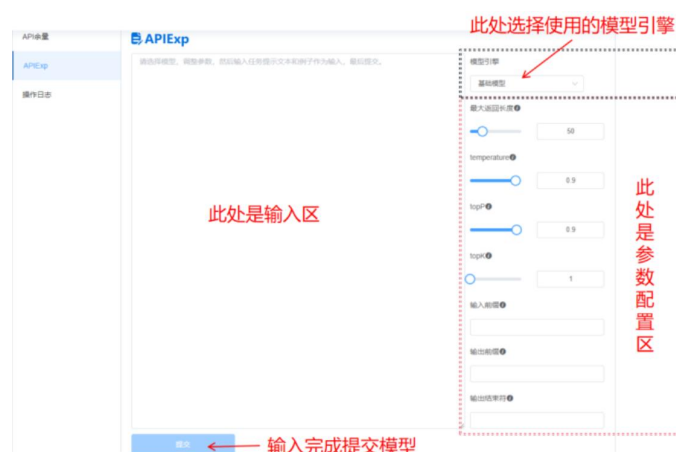 此处选择使用的模型引擎
API余量
APIExp
操作日志
APIExp
请选择模型，调整参数，然后输入任务提示文本和例子作为输入，最后提交。
模型引擎
基础模型
最大返回长度
50
temperature
0.9
topP
0.9
topK
1
输入前缀
输出前缀
输出结束符
此处是输入区
此处是参数配置区
提交
输入完成提交模型